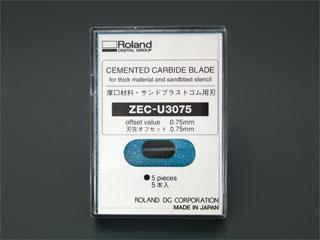 Roland
DIGITAL GROUP
CEMENTED CARBIDE BLADE
for thick material and sandblast stencil
厚口材料・サンドブラストゴム用刃
ZEC-U3075
offset value 0.75mm
刃先オフセット 0.75mm
●5 pieces
5本入
ROLAND DG CORPORATION
MADE IN JAPAN